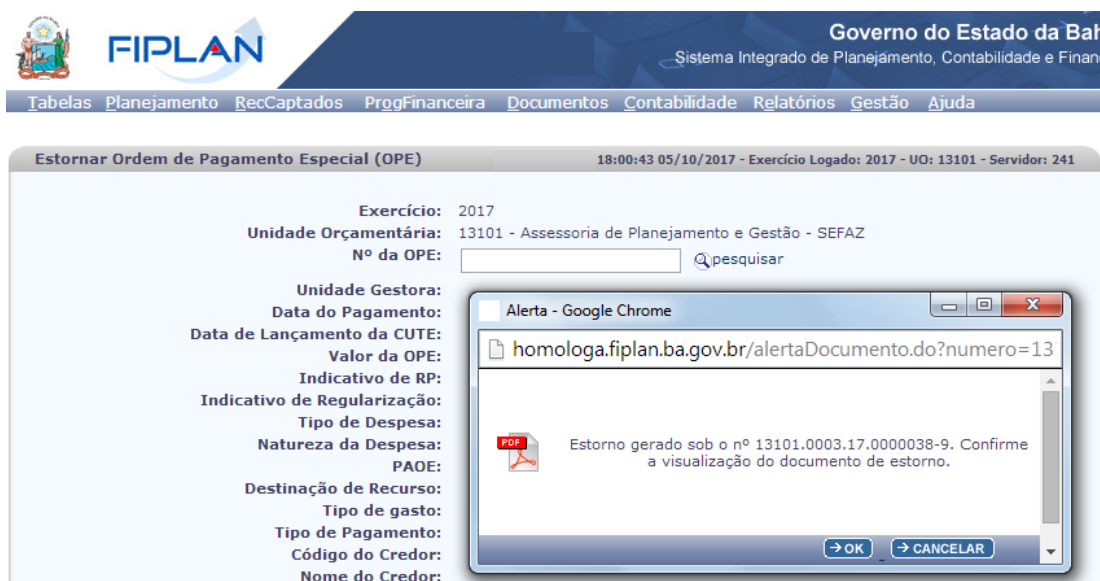 FIPLAN
Governo do Estado da Bah
Sistema Integrado de Planejamento, Contabilidade e Finan
Tabelas Planejamento RecCaptados ProgFinanceira Documentos Contabilidade Relatórios Gestão Ajuda
Estornar Ordem de Pagamento Especial (OPE) 18:00:43 05/10/2017 - Exercício Logado: 2017 - UO: 13101 - Servidor: 241
Exercício: 2017
Unidade Orçamentária: 13101 - Assessoria de Planejamento e Gestão - SEFAZ
Nº da OPE: pesquisar
Unidade Gestora:
Data do Pagamento:
Data de Lançamento da CUTE:
Valor da OPE:
Indicativo de RP:
Indicativo de Regularização:
Tipo de Despesa:
Natureza da Despesa:
PAOE:
Destinação de Recurso:
Tipo de gasto:
Tipo de Pagamento:
Código do Credor:
Nome do Credor:
Alerta - Google Chrome
homologa.fiplan.ba.gov.br/alertaDocumento.do?numero=13
PDF
Estorno gerado sob o nº 13101.0003.17.0000038-9. Confirme
a visualização do documento de estorno.
OK CANCELAR